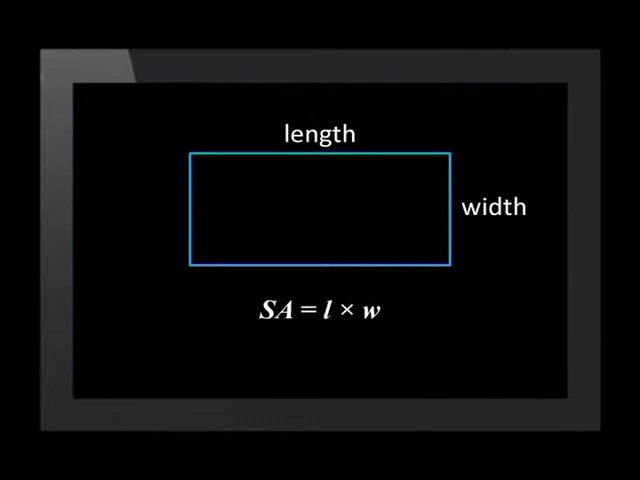 length
width
SA = l × w